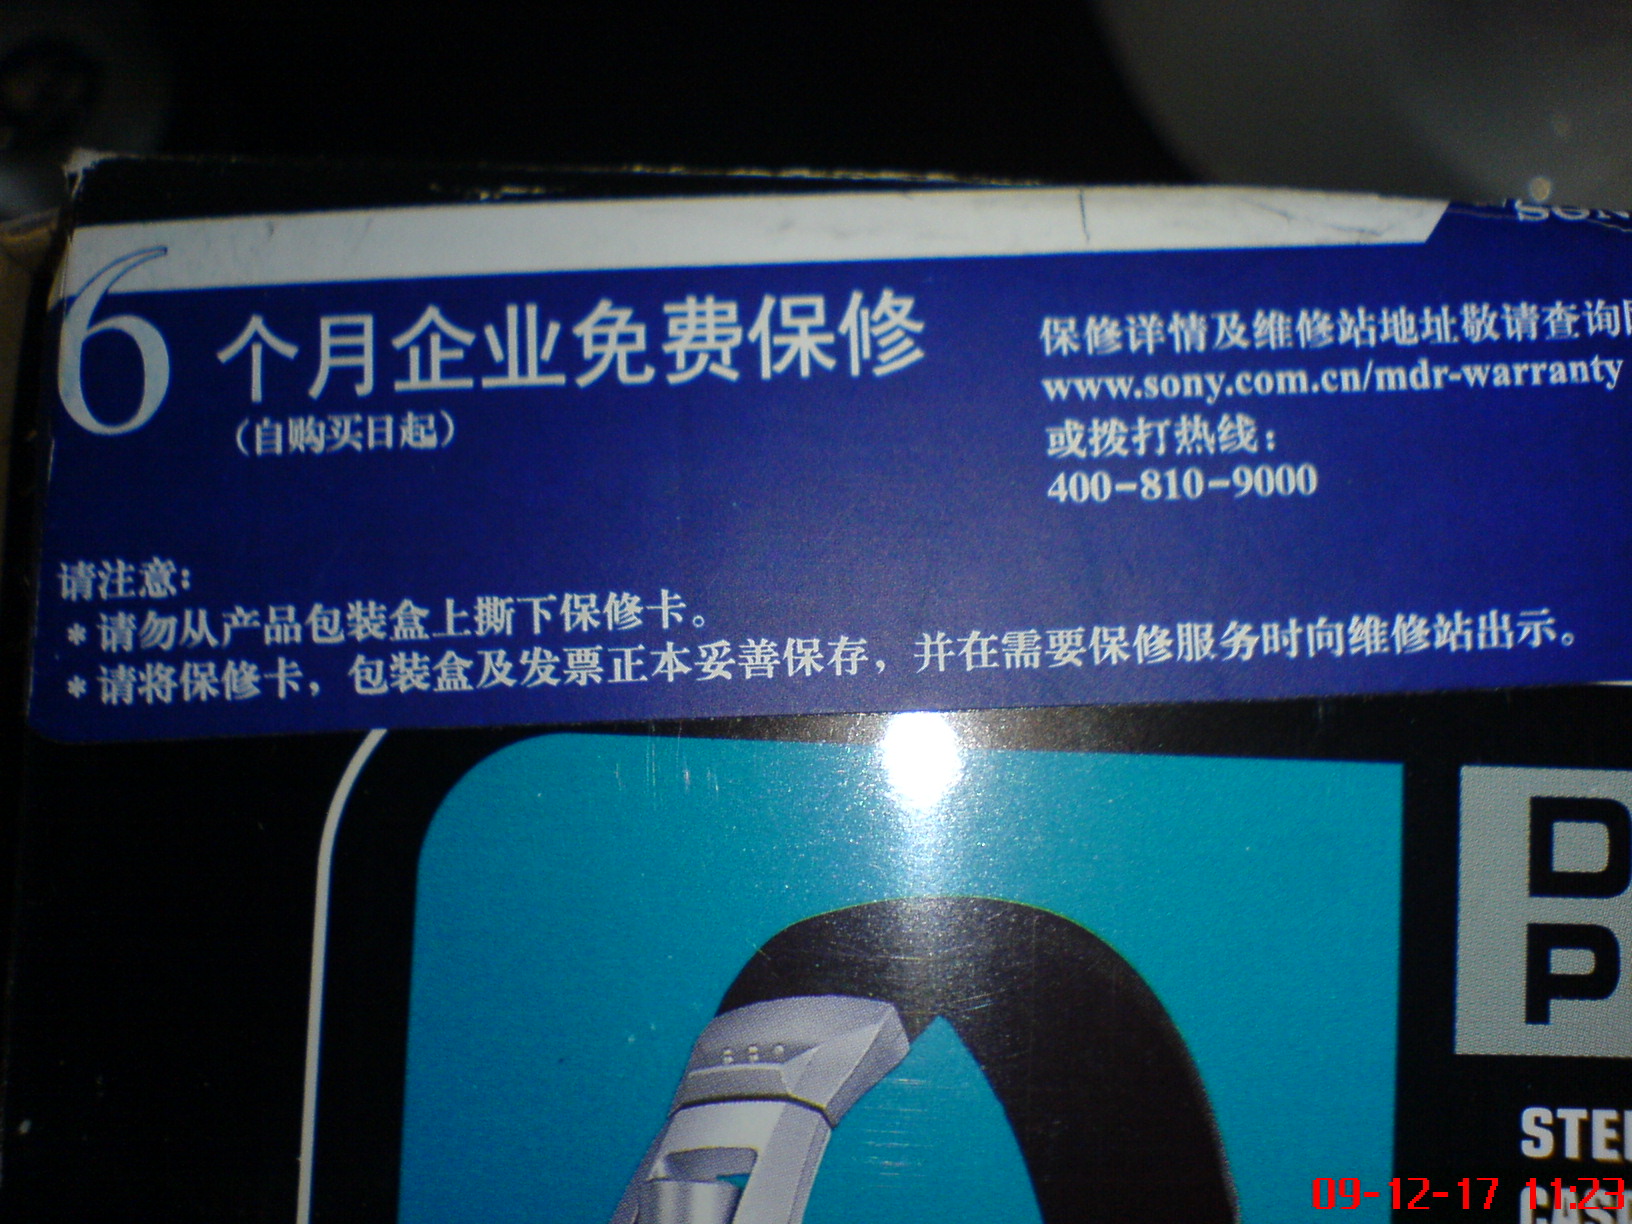 6个月企业免费保修
(自购买日起)
保修详情及维修站地址敬请查询
www.sony.com.cn/mdr-warranty
或拨打热线:
400-810-9000
请注意:
* 请勿从产品包装盒上撕下保修卡。
* 请将保修卡，包装盒及发票正本妥善保存，并在需要保修服务时向维修站出示。
D
P
STE
09-12-17 11:23